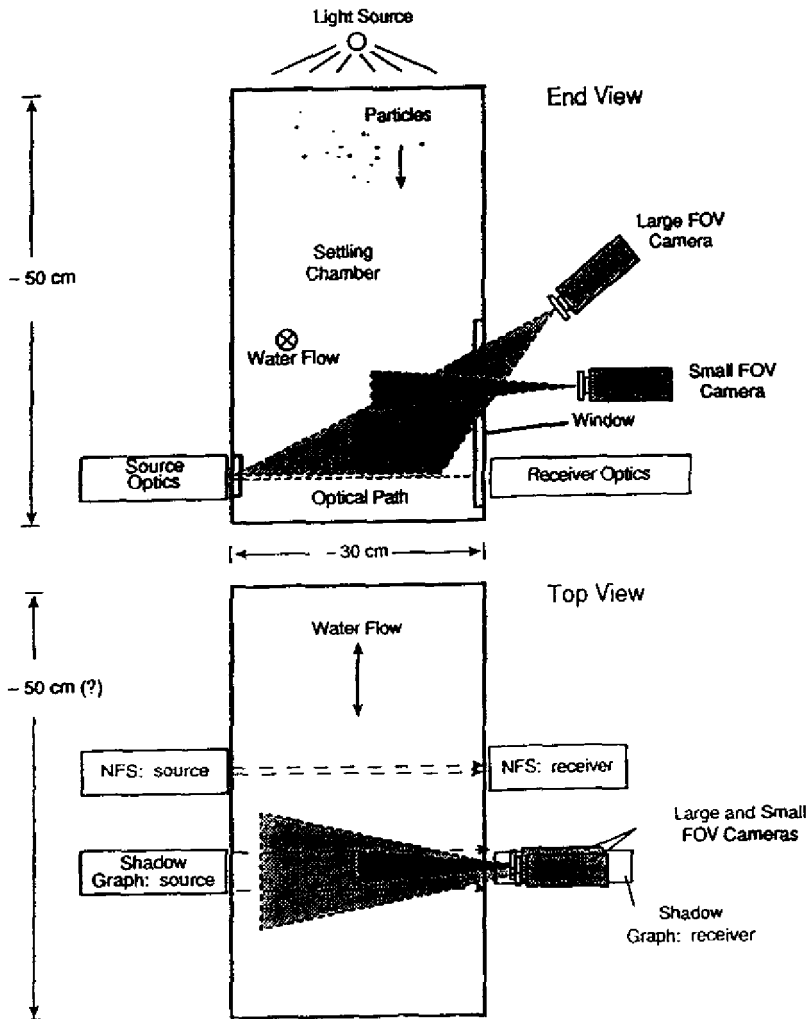 Light Source
End View
Particles
Large FOV
Camera
Settling
Chamber
~ 50 cm
Water Flow
Small FOV
Camera
Window
Source
Optics
Receiver Optics
Optical Path
~ 30 cm
Top View
Water Flow
~ 50 cm (?)
NFS: source
NFS: receiver
Large and Small
FOV Cameras
Shadow
Graph: source
Shadow
Graph: receiver